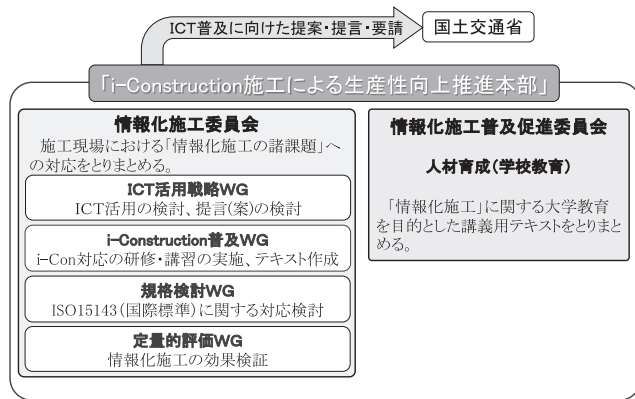 ICT普及に向けた提案・提言・要請
国土交通省
「i-Construction施工による生産性向上推進本部」
情報化施工委員会
施工現場における「情報化施工の諸課題」へ
の対応をとりまとめる。
ICT活用戦略WG
ICT活用の検討、提言(案)の検討
i-Construction普及WG
i-Con対応の研修・講習の実施、テキスト作成
規格検討WG
ISO15143(国際標準)に関する対応検討
定量的評価WG
情報化施工の効果検証
情報化施工普及促進委員会
人材育成(学校教育)
「情報化施工」に関する大学教育
を目的とした講義用テキストをとりま
とめる。